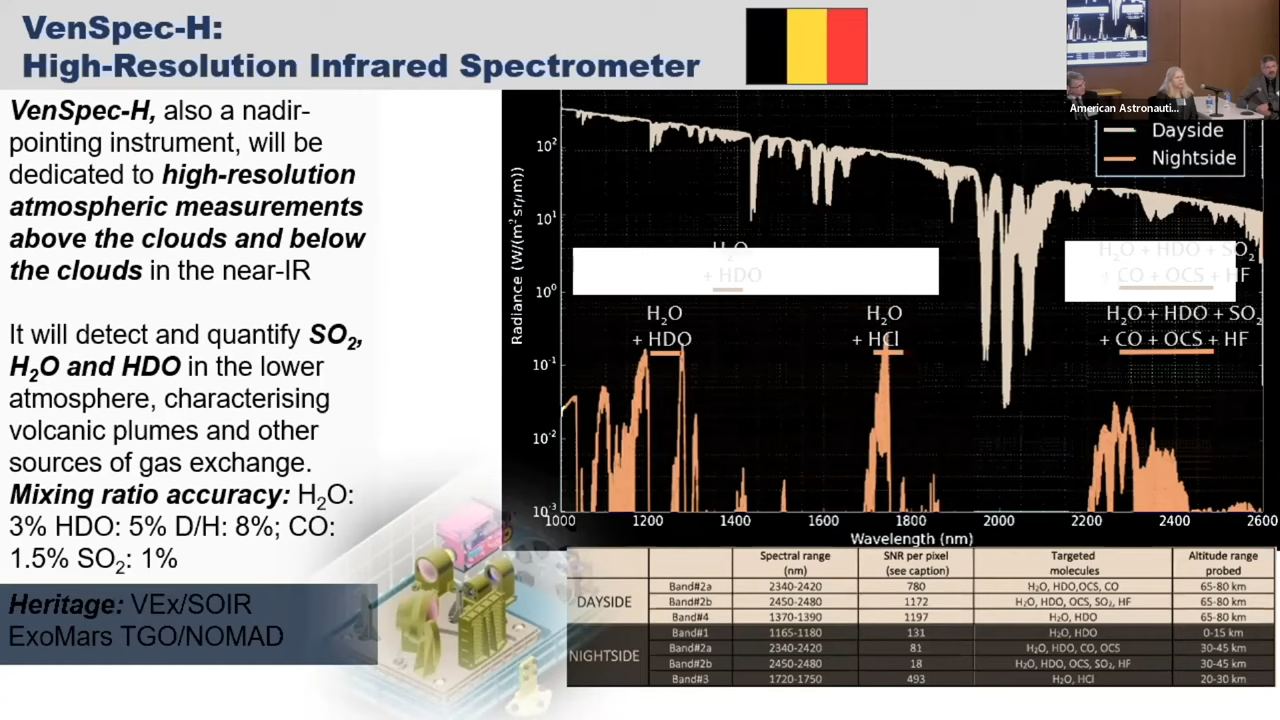 VenSpec-H:
High-Resolution Infrared Spectrometer
American Astronauti...
VenSpec-H, also a nadir-
pointing instrument, will be
dedicated to high-resolution
atmospheric measurements
above the clouds and below
the clouds in the near-IR
It will detect and quantify SO₂,
H₂O and HDO in the lower
atmosphere, characterising
volcanic plumes and other
sources of gas exchange.
Mixing ratio accuracy: H₂O:
3% HDO: 5% D/H: 8%; CO:
1.5% SO₂: 1%
Heritage: VEx/SOIR
ExoMars TGO/NOMAD
Dayside
Nightside
Radiance (W/(m²srμm))
10²
10¹
10⁰
10⁻¹
10⁻²
10⁻³
H₂O
+ HDO
H₂O + HDO + SO₂
+ CO + OCS + HF
H₂O
+ HDO
H₂O
+ HCl
H₂O + HDO + SO₂
+ CO + OCS + HF
1000 1200 1400 1600 1800 2000 2200 2400 2600
Wavelength (nm)
Spectral range (nm) SNR per pixel (see caption) Targeted molecules Altitude range probed
DAYSIDE
Band#2a 2340-2420 780 H₂O, HDO,OCS, CO 65-80 km
Band#2b 2450-2480 1172 H₂O, HDO, OCS, SO₂, HF 65-80 km
Band#4 1370-1390 1197 H₂O, HDO 65-80 km
NIGHTSIDE
Band#1 1165-1180 131 H₂O, HDO 0-15 km
Band#2a 2340-2420 81 H₂O, HDO, CO, OCS 30-45 km
Band#2b 2450-2480 18 H₂O, HDO, OCS, SO₂, HF 30-45 km
Band#3 1720-1750 493 H₂O, HCl 20-30 km